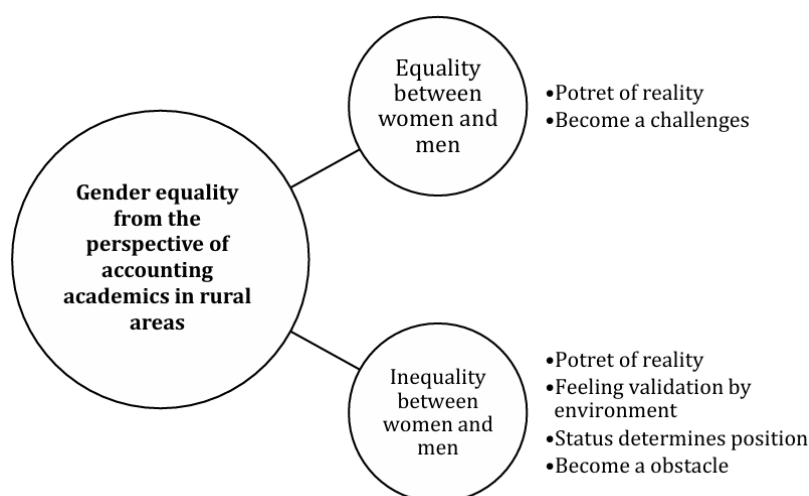 Gender equality
from the
perspective of
accounting
academics in rural
areas
Equality
between
women and
men
•Potret of reality
•Become a challenges
Inequality
between
women and
men
•Potret of reality
•Feeling validation by
environment
•Status determines position
•Become a obstacle